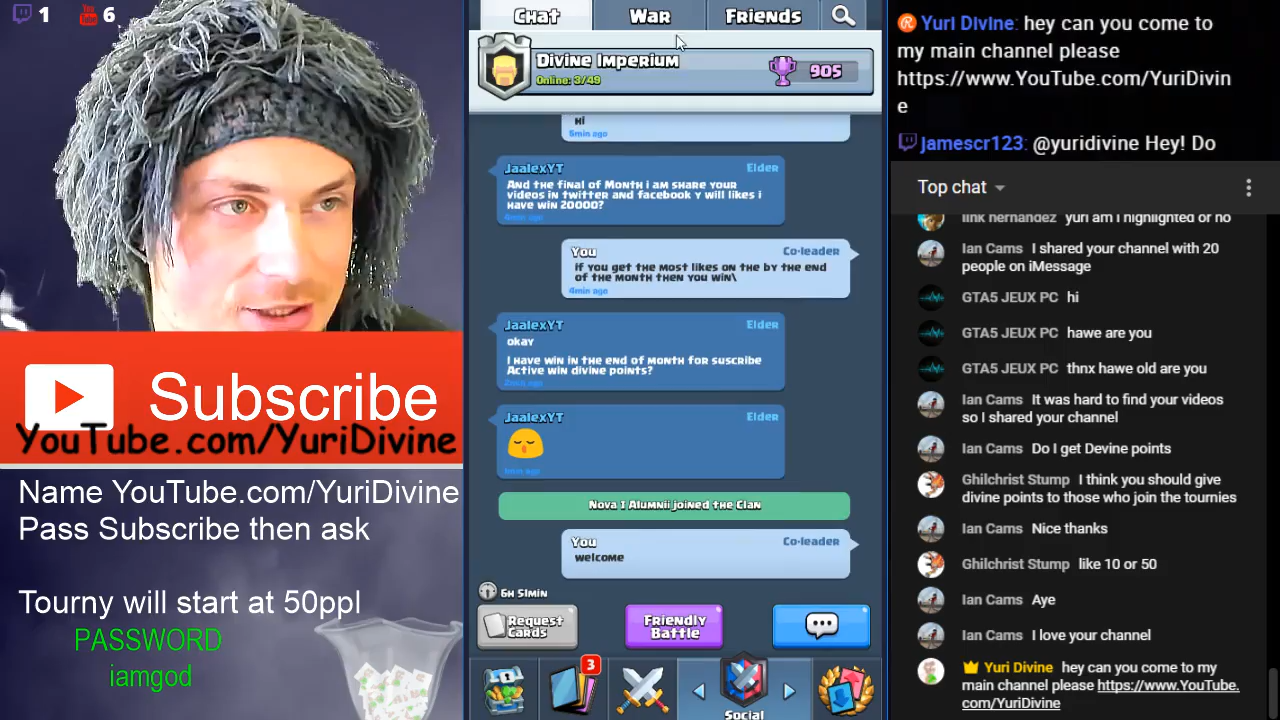 1 6
Subscribe
YouTube.com/YuriDivine
Name YouTube.com/YuriDivine
Pass Subscribe then ask
Tourny will start at 50ppl
PASSWORD
iamgod
Chat War Friends
Divine Imperium
Online: 3/49
905
Hi
5min ago
JaalexYT Elder
And the final of Month i am share your
videos in twitter and facebook Y will likes i
have win 20000?
4min ago
You Co-leader
if you get the most likes on the by the end
of the month then you win\
4min ago
JaalexYT Elder
okay
I have win in the end of month for suscribe
Active win divine points?
2min ago
JaalexYT Elder
1min ago
Nova I Alumnii joined the Clan
You Co-leader
welcome
6h 51min
Request
Cards
Friendly
Battle
1
3
Social
Yuri Divine: hey can you come to
my main channel please
https://www.YouTube.com/YuriDivin
e
jamescr123: @yuridivine Hey! Do
Top chat
link hernandez yuri am I highlighted or no
Ian Cams I shared your channel with 20
people on iMessage
GTA5 JEUX PC hi
GTA5 JEUX PC hawe are you
GTA5 JEUX PC thnx hawe old are you
Ian Cams It was hard to find your videos
so I shared your channel
Ian Cams Do I get Devine points
Ghilchrist Stump I think you should give
divine points to those who join the tournies
Ian Cams Nice thanks
Ghilchrist Stump like 10 or 50
Ian Cams Aye
Ian Cams I love your channel
Yuri Divine hey can you come to my
main channel please https://www.YouTube.
com/YuriDivine